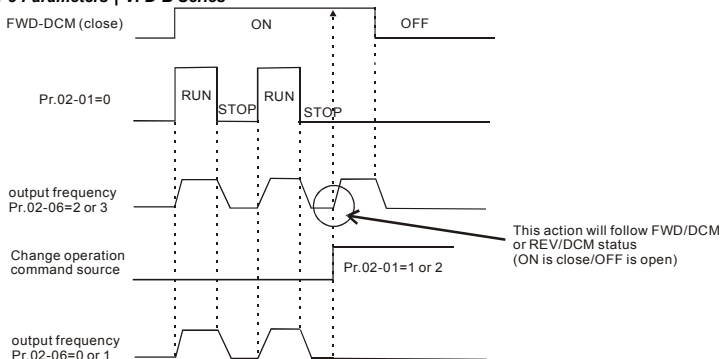 Parameters | VFD-B Series
FWD-DCM (close)
ON
OFF
Pr.02-01=0
RUN
STOP
RUN
STOP
output frequency
Pr.02-06=2 or 3
This action will follow FWD/DCM
or REV/DCM status
(ON is close/OFF is open)
Change operation
command source
Pr.02-01=1 or 2
output frequency
Pr.02-06=0 or 1